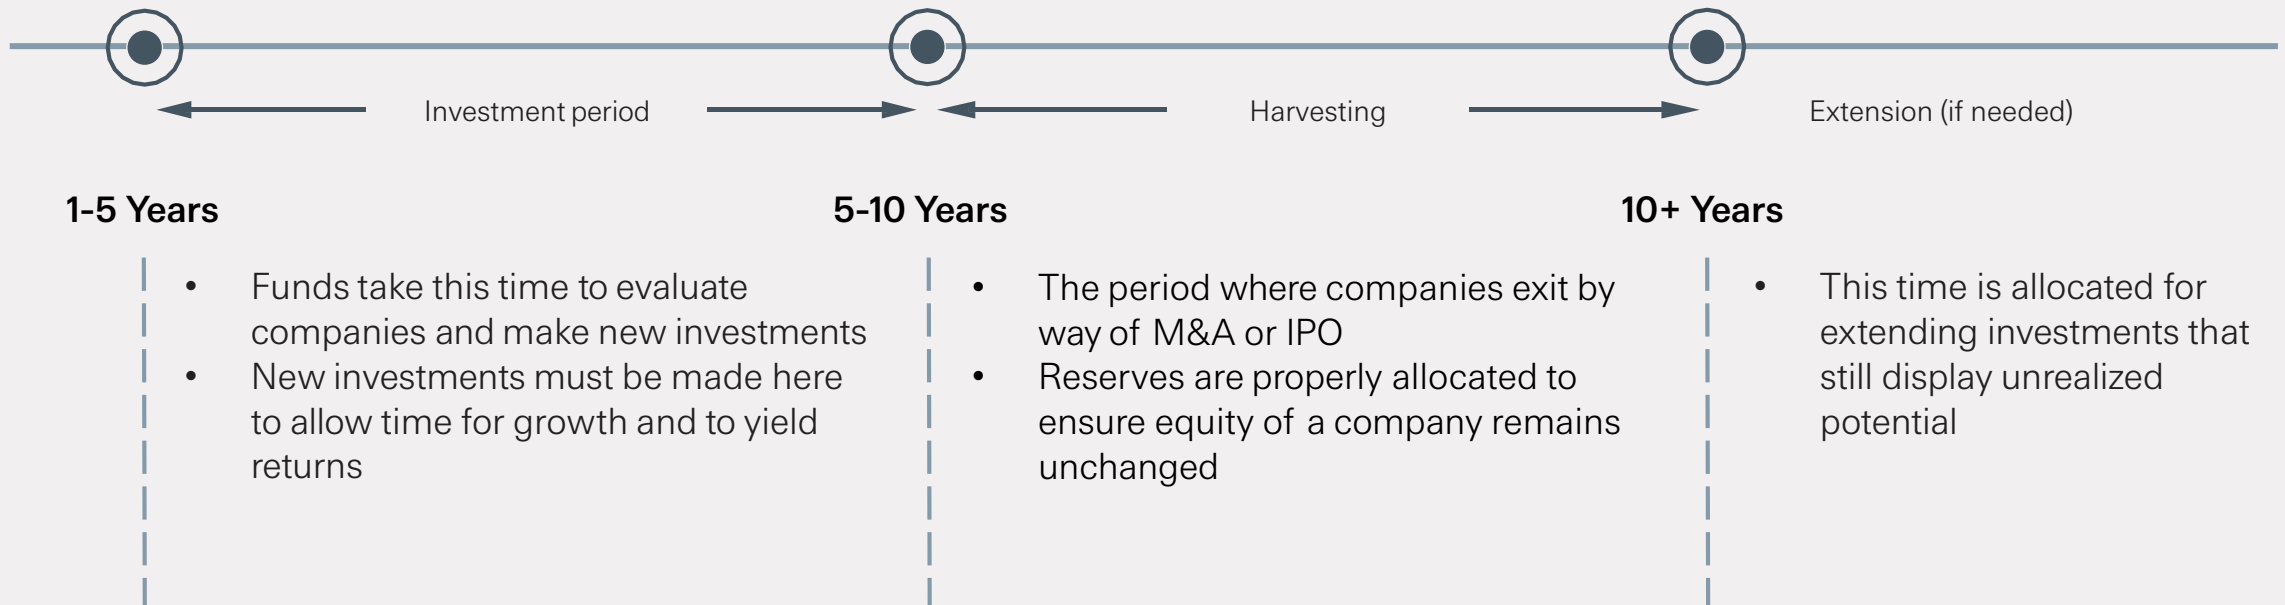 Investment period
Harvesting
Extension (if needed)
1-5 Years
• Funds take this time to evaluate
companies and make new investments
• New investments must be made here
to allow time for growth and to yield
returns
5-10 Years
• The period where companies exit by
way of M&A or IPO
• Reserves are properly allocated to
ensure equity of a company remains
unchanged
10+ Years
• This time is allocated for
extending investments that
still display unrealized
potential